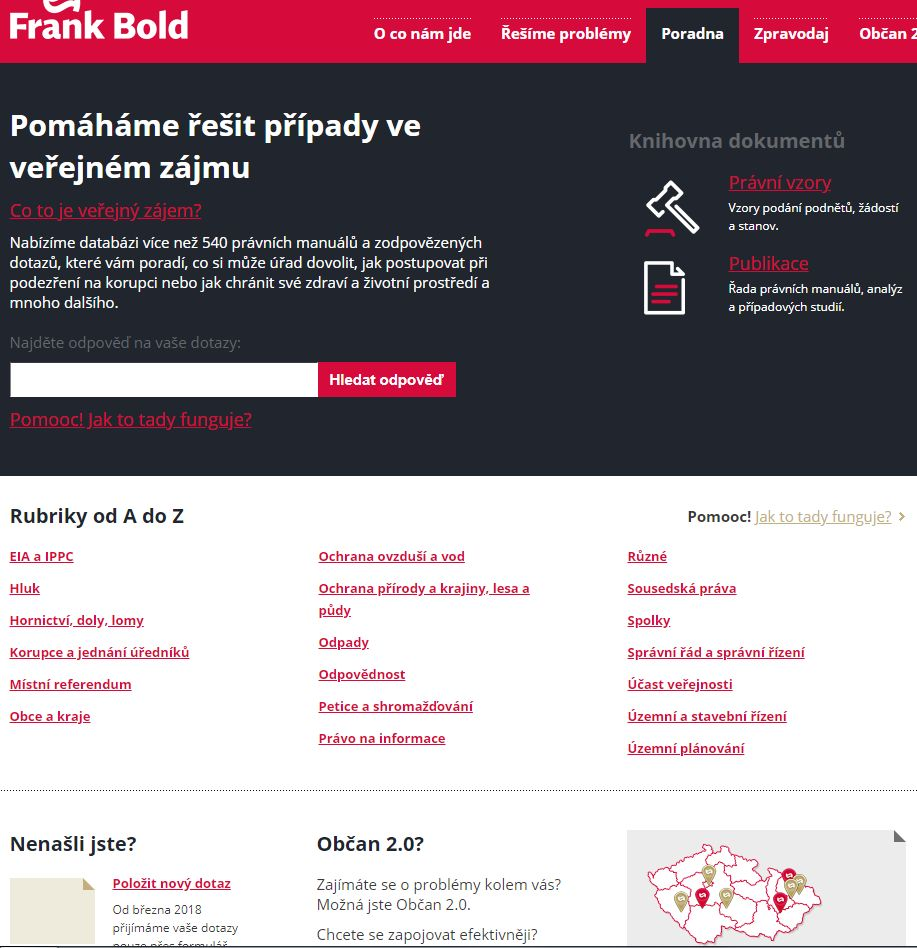 Frank Bold
O co nám jde
Řešíme problémy
Poradna
Zpravodaj
Občan 2
Pomáháme řešit případy ve
veřejném zájmu
Co to je veřejný zájem?
Nabízíme databázi více než 540 právních manuálů a zodpovězených
dotazů, které vám poradí, co si může úřad dovolit, jak postupovat při
podezření na korupci nebo jak chránit své zdraví a životní prostředí a
mnoho dalšího.
Najděte odpověď na vaše dotazy:
Hledat odpověď
Pomooc! Jak to tady funguje?
Knihovna dokumentů
Právní vzory
Vzory podání podnětů, žádostí
a stanov.
Publikace
Řada právních manuálů, analýz
a případových studií.
Rubriky od A do Z
Pomooc! Jak to tady funguje?
EIA a IPPC
Hluk
Hornictví, doly, lomy
Korupce a jednání úředníků
Místní referendum
Obce a kraje
Ochrana ovzduší a vod
Ochrana přírody a krajiny, lesa a
půdy
Odpady
Odpovědnost
Petice a shromažďování
Právo na informace
Různé
Sousedská práva
Spolky
Správní řád a správní řízení
Účast veřejnosti
Územní a stavební řízení
Územní plánování
Nenašli jste?
Položit nový dotaz
Od března 2018
přijímáme vaše dotazy
pouze přes formulář
Občan 2.0?
Zajímáte se o problémy kolem vás?
Možná jste Občan 2.0.
Chcete se zapojovat efektivněji?